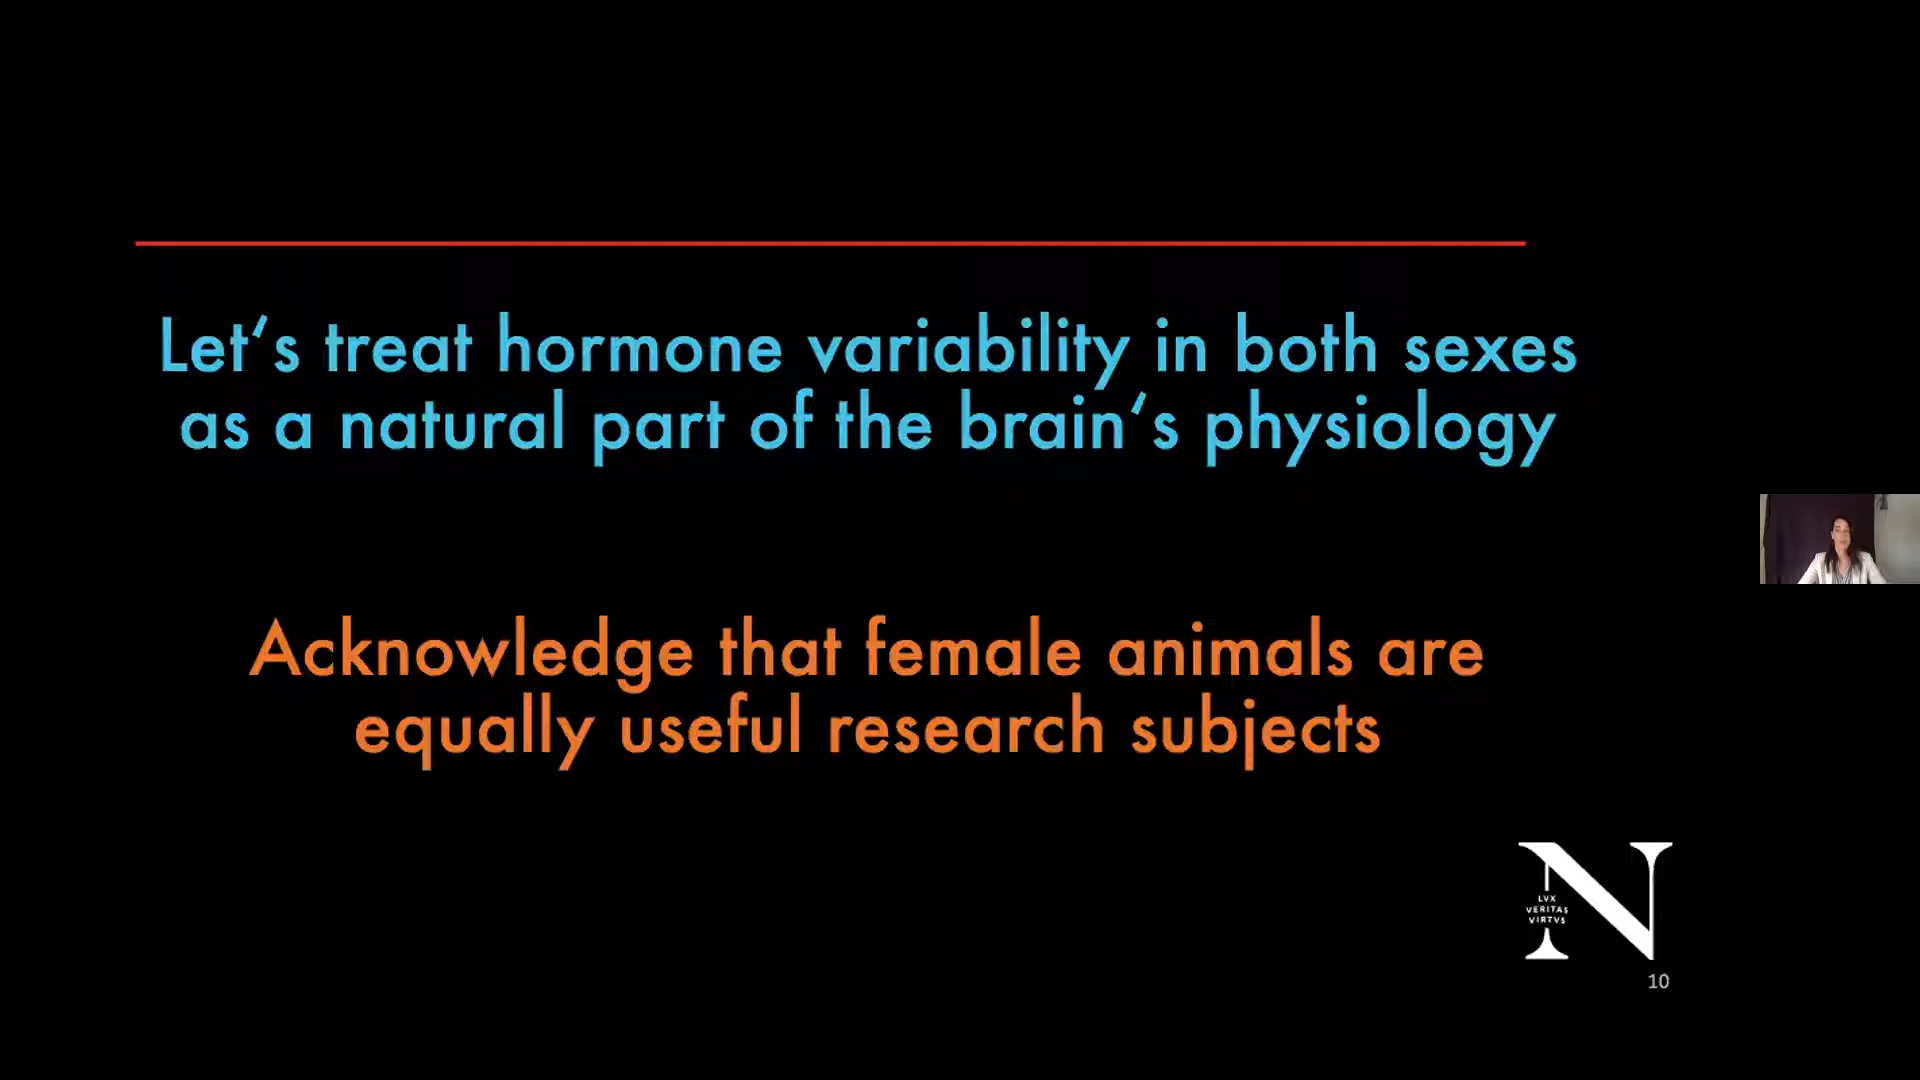 Let‘s treat hormone variability in both sexes
as a natural part of the brain‘s physiology
Acknowledge that female animals are
equally useful research subjects
N
LVX
VERITAS
VIRTVS
10